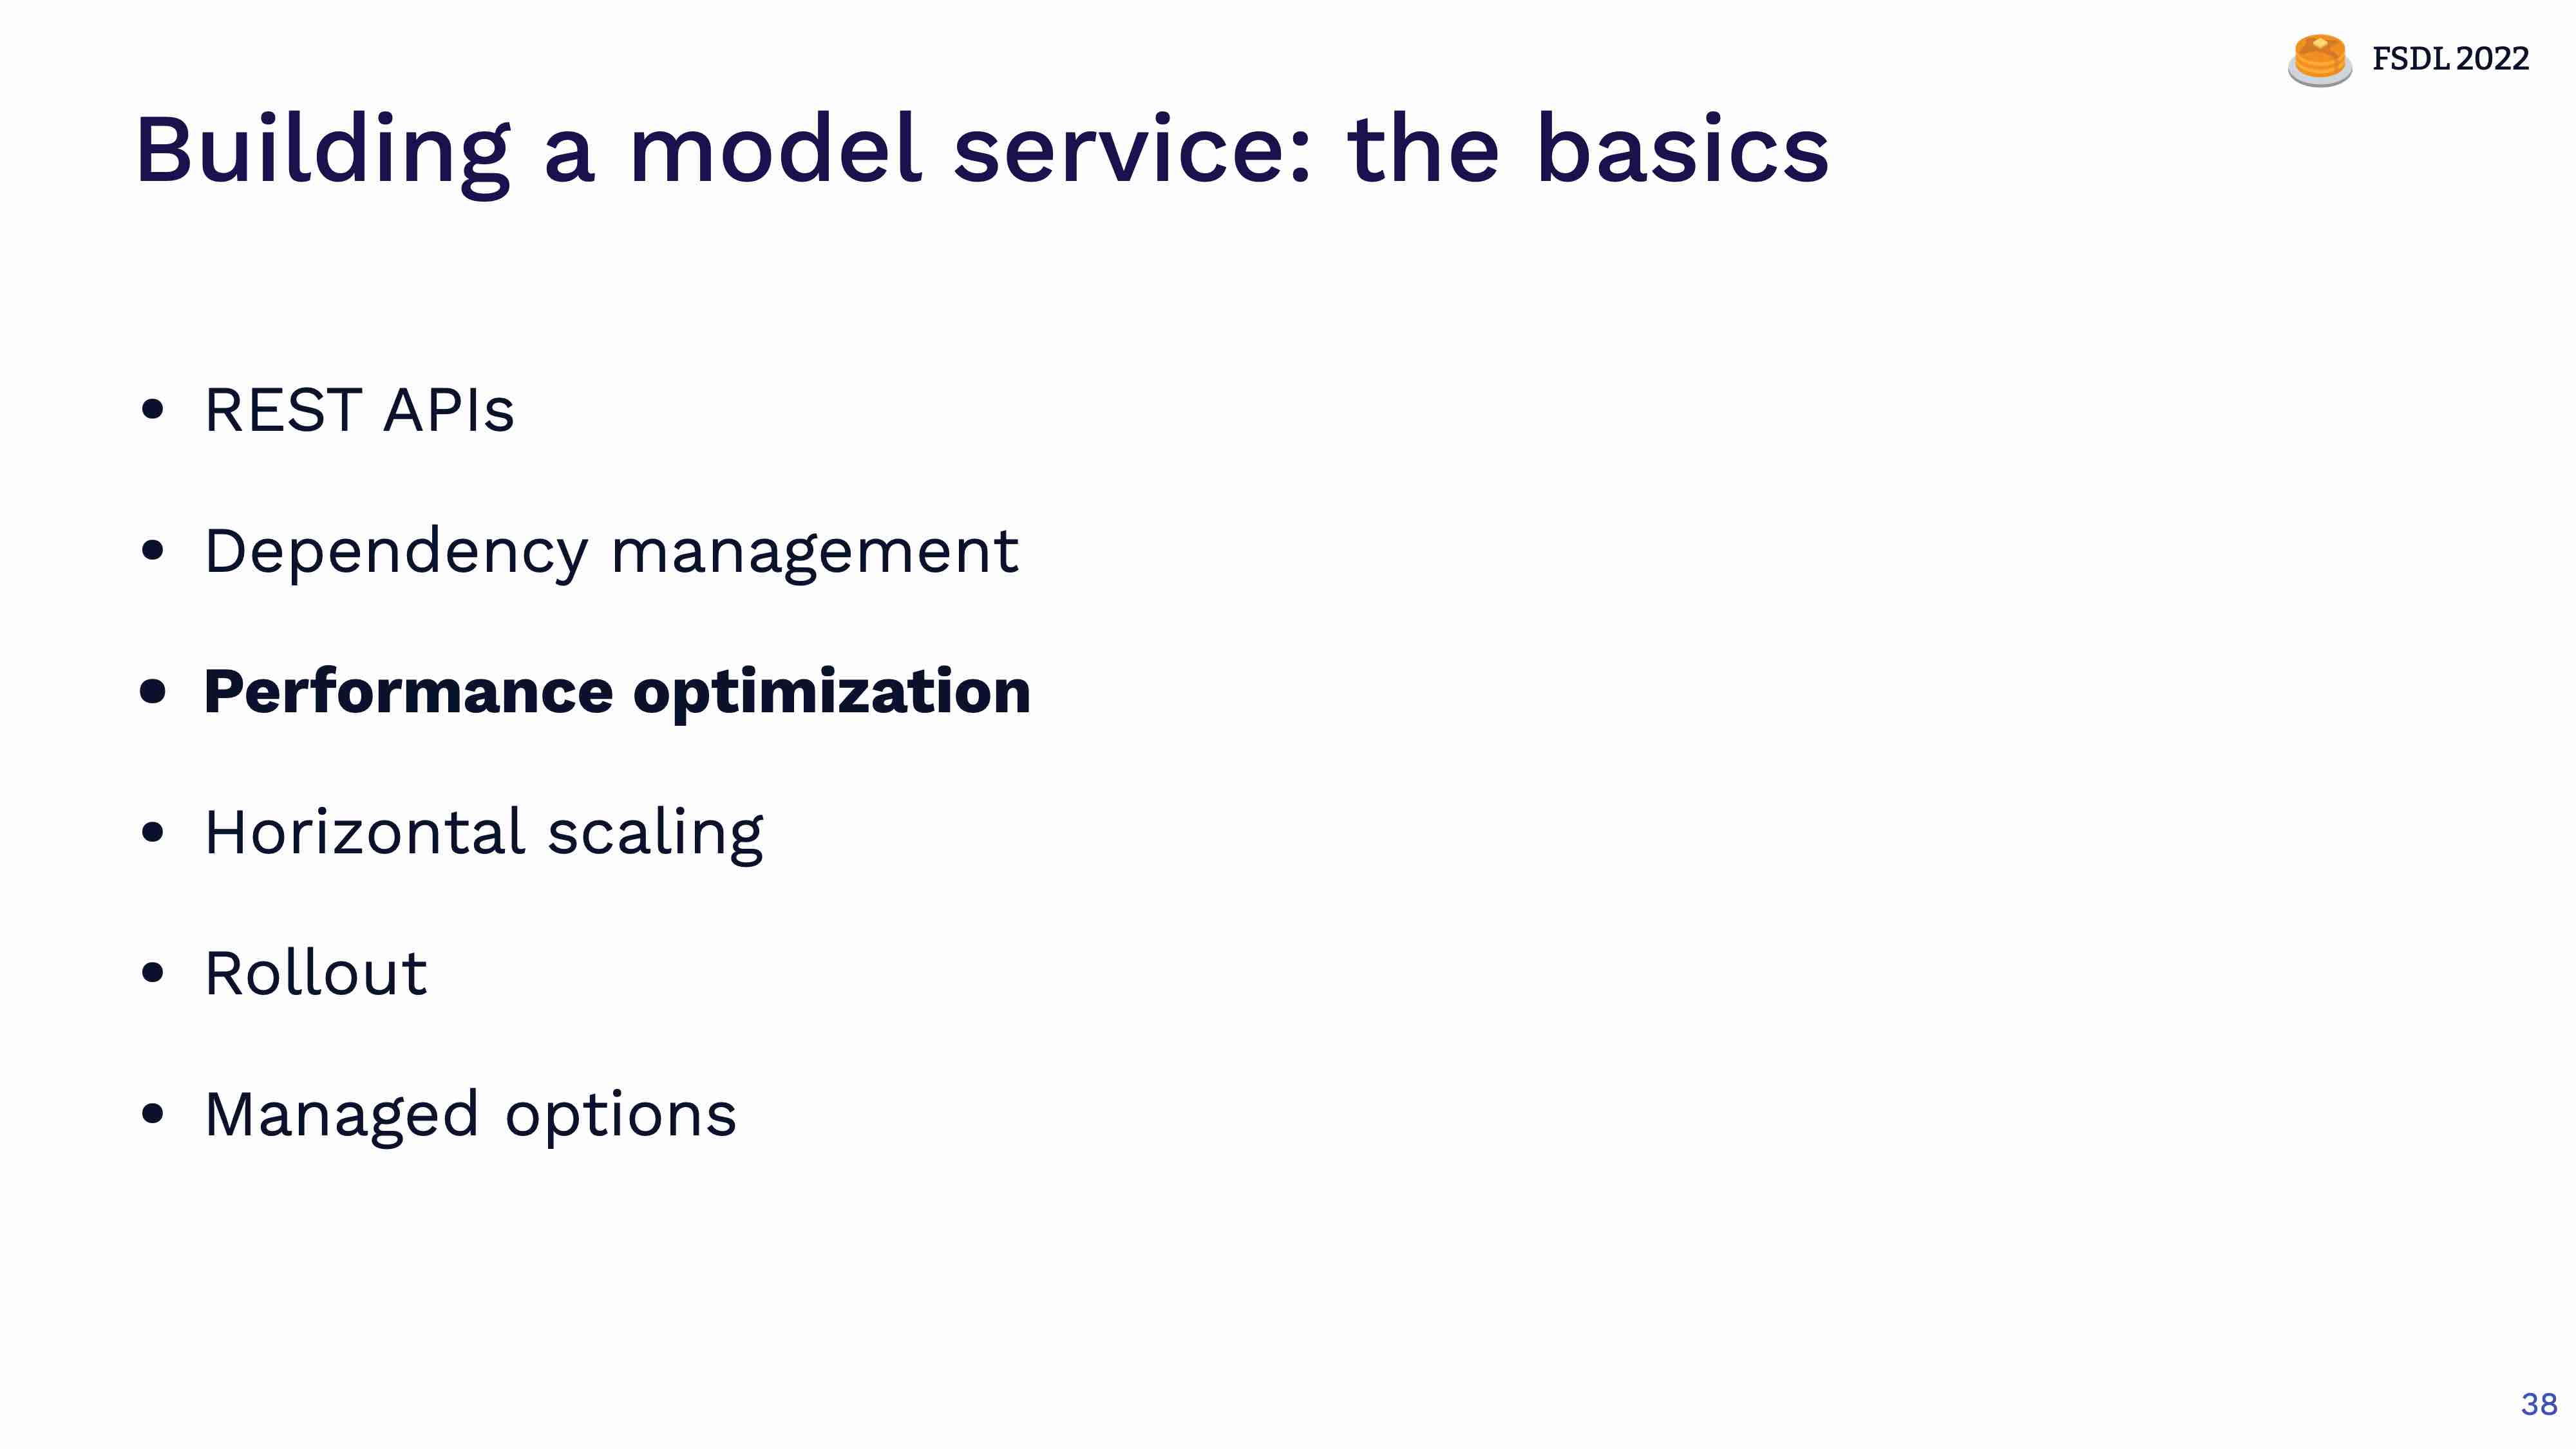 FSDL 2022
Building a model service: the basics
• REST APIs
• Dependency management
• Performance optimization
• Horizontal scaling
• Rollout
• Managed options
38